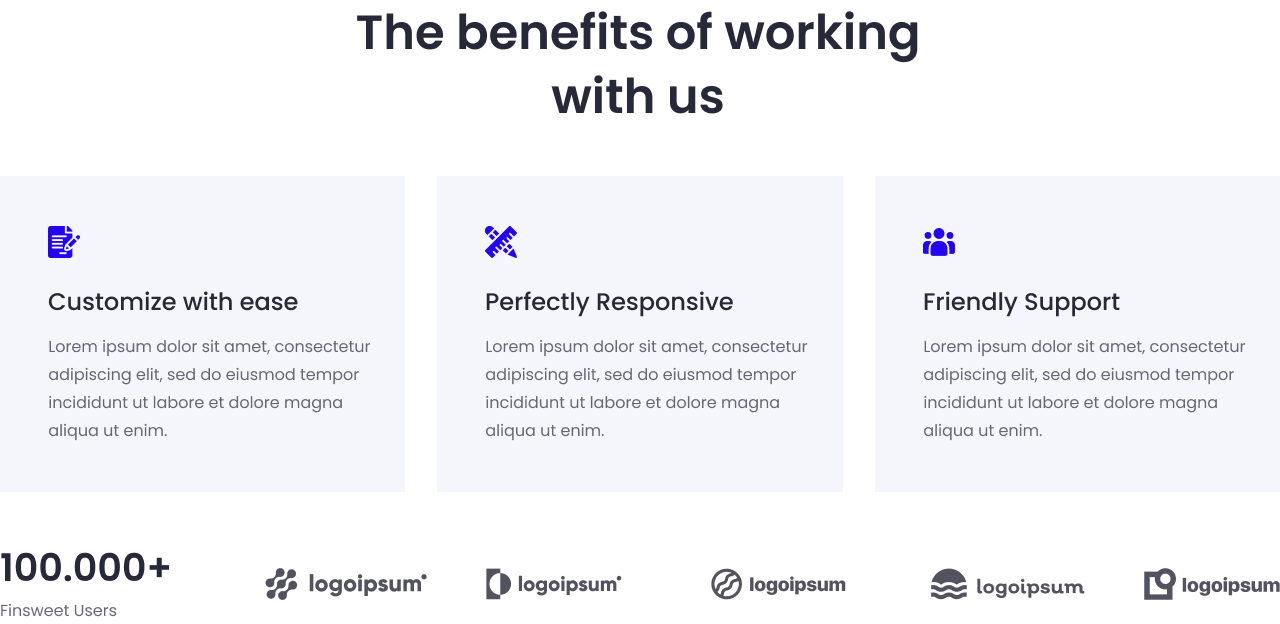 The benefits of working
with us
Customize with ease
Lorem ipsum dolor sit amet, consectetur
adipiscing elit, sed do eiusmod tempor
incididunt ut labore et dolore magna
aliqua ut enim.
Perfectly Responsive
Lorem ipsum dolor sit amet, consectetur
adipiscing elit, sed do eiusmod tempor
incididunt ut labore et dolore magna
aliqua ut enim.
Friendly Support
Lorem ipsum dolor sit amet, consectetur
adipiscing elit, sed do eiusmod tempor
incididunt ut labore et dolore magna
aliqua ut enim.
100.000+
Finsweet Users
logoipsum
logoipsum
logoipsum
logoipsum
logoipsum